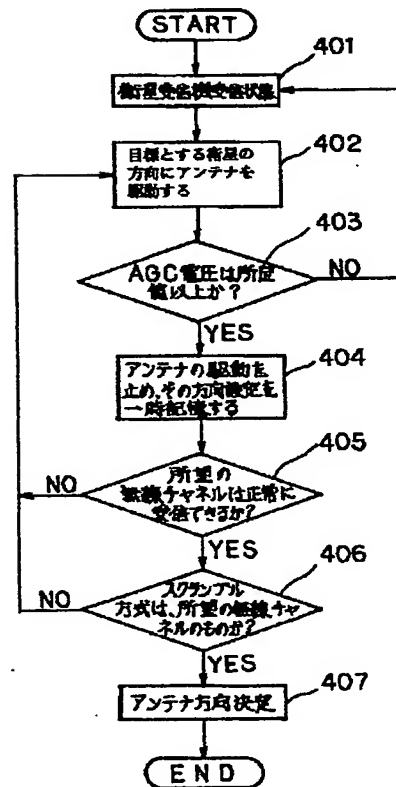 START
401
衛星受信機受信状態
402
目標とする衛星の
方向にアンテナを
駆動する
403
AGC電圧は所定
値以上か?
NO
YES
404
アンテナの駆動を
止め,その方向設定を
一時記憶する
405
所望の
無線チャネルは正常に
受信できるか?
NO
YES
406
スクランブル
方式は、所望の無線チャ
ネルのものか?
NO
YES
407
アンテナ方向決定
END